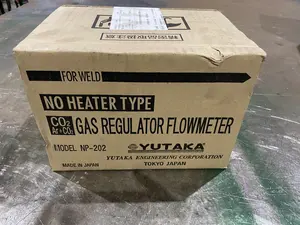 FOR WELD
NO HEATER TYPE
CO₂
Ar+CO₂
GAS REGULATOR FLOWMETER
MODEL NP-202
YUTAKA
YUTAKA ENGINEERING CORPORATION
MADE IN JAPAN
TOKYO JAPAN